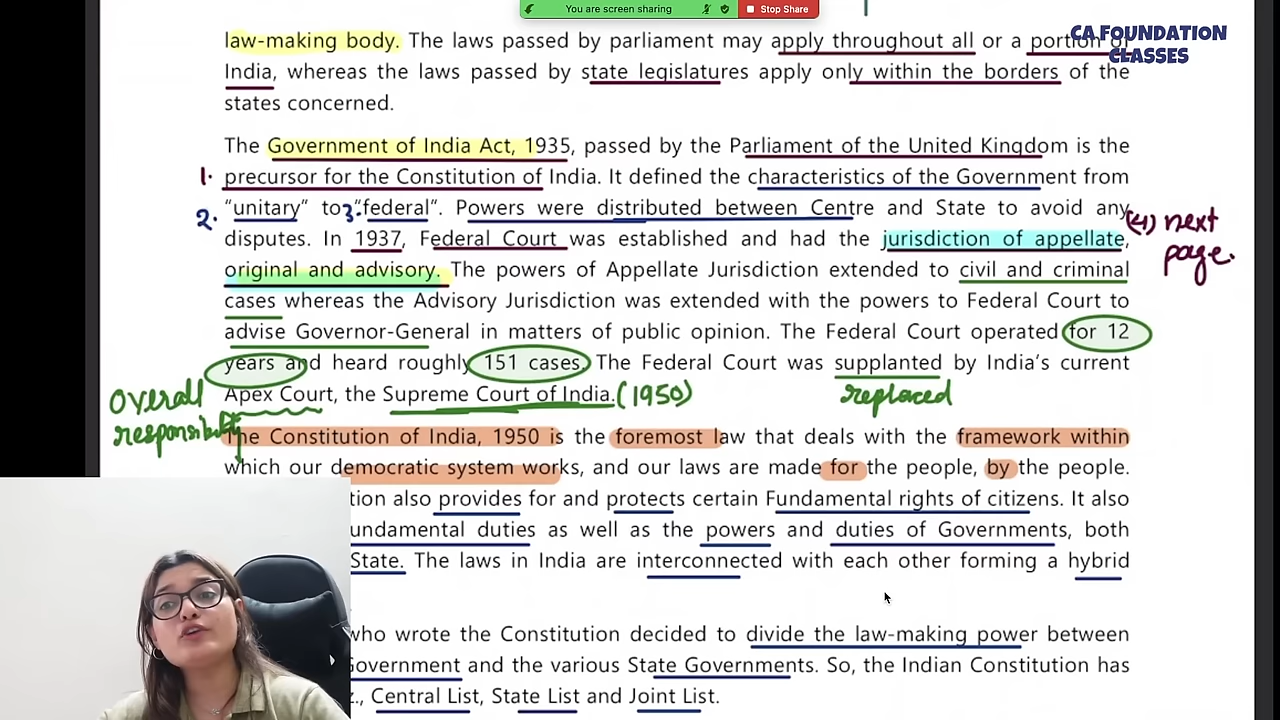 You are screen sharing
Stop Share
CA FOUNDATION
CLASSES
law-making body. The laws passed by parliament may apply throughout all or a portion of
India, whereas the laws passed by state legislatures apply only within the borders of the
states concerned.
The Government of India Act, 1935, passed by the Parliament of the United Kingdom is the
1. precursor for the Constitution of India. It defined the characteristics of the Government from
2. “unitary” to 3. “federal”. Powers were distributed between Centre and State to avoid any
(4) next
page.
disputes. In 1937, Federal Court was established and had the jurisdiction of appellate,
original and advisory. The powers of Appellate Jurisdiction extended to civil and criminal
cases whereas the Advisory Jurisdiction was extended with the powers to Federal Court to
advise Governor-General in matters of public opinion. The Federal Court operated for 12
years and heard roughly 151 cases. The Federal Court was supplanted by India’s current
Apex Court, the Supreme Court of India. (1950)
replaced
overall
responsibility
The Constitution of India, 1950 is the foremost law that deals with the framework within
which our democratic system works, and our laws are made for the people, by the people.
tion also provides for and protects certain Fundamental rights of citizens. It also
undamental duties as well as the powers and duties of Governments, both
State. The laws in India are interconnected with each other forming a hybrid
who wrote the Constitution decided to divide the law-making power between
Government and the various State Governments. So, the Indian Constitution has
z., Central List, State List and Joint List.